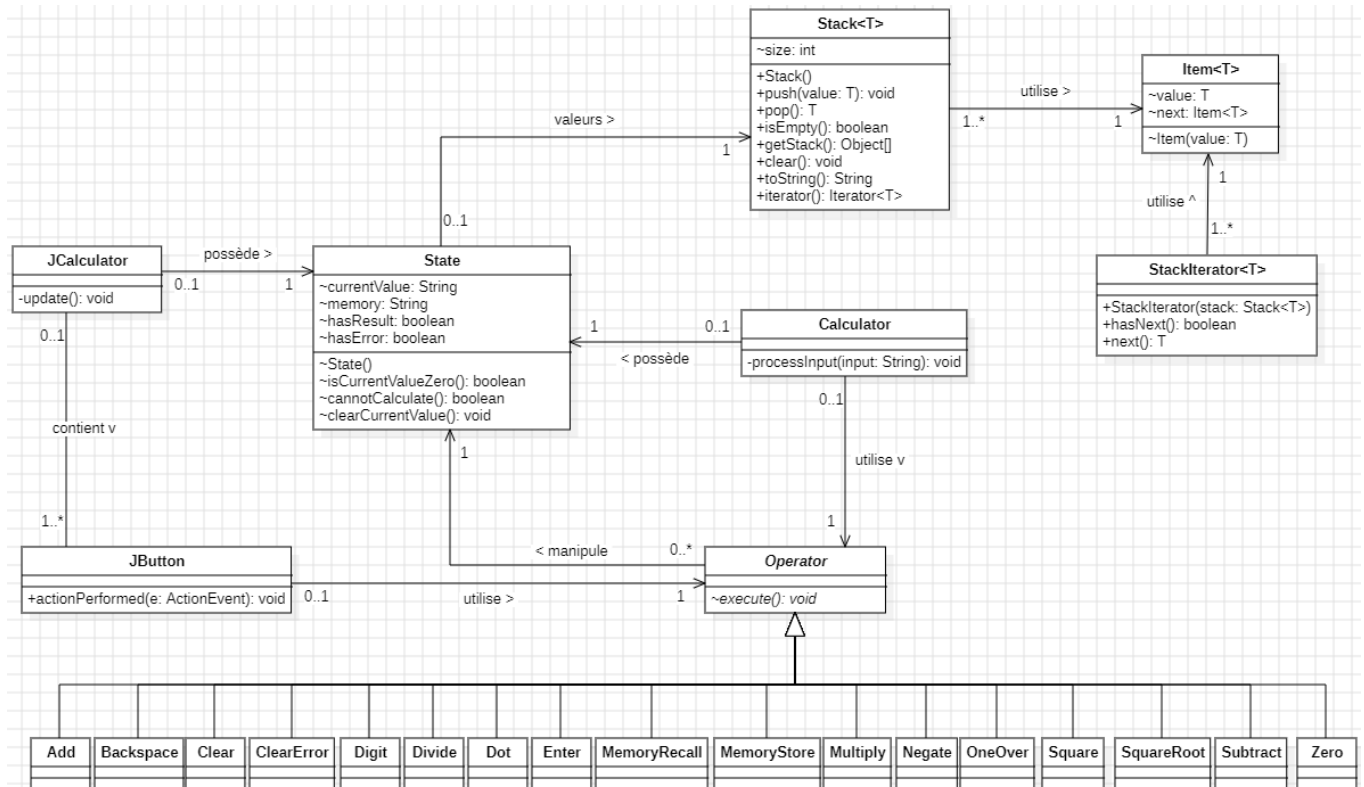 Stack<T>
~size: int
+Stack()
+push(value: T): void
+pop(): T
+isEmpty(): boolean
+getStack(): Object[]
+clear(): void
+toString(): String
+iterator(): Iterator<T>
utilise >
1..*
1
Item<T>
~value: T
~next: Item<T>
~Item(value: T)
valeurs >
1
0..1
1
utilise ^
1..*
StackIterator<T>
+StackIterator(stack: Stack<T>)
+hasNext(): boolean
+next(): T
JCalculator
-update(): void
possède >
0..1
1
State
~currentValue: String
~memory: String
~hasResult: boolean
~hasError: boolean
~State()
~isCurrentValueZero(): boolean
~cannotCalculate(): boolean
~clearCurrentValue(): void
1
0..1
< possède
Calculator
-processInput(input: String): void
0..1
contient v
1..*
0..1
utilise v
1
1
< manipule
0..*
JButton
+actionPerformed(e: ActionEvent): void
0..1
utilise >
1
Operator
~execute(): void
Add
Backspace
Clear
ClearError
Digit
Divide
Dot
Enter
MemoryRecall
MemoryStore
Multiply
Negate
OneOver
Square
SquareRoot
Subtract
Zero